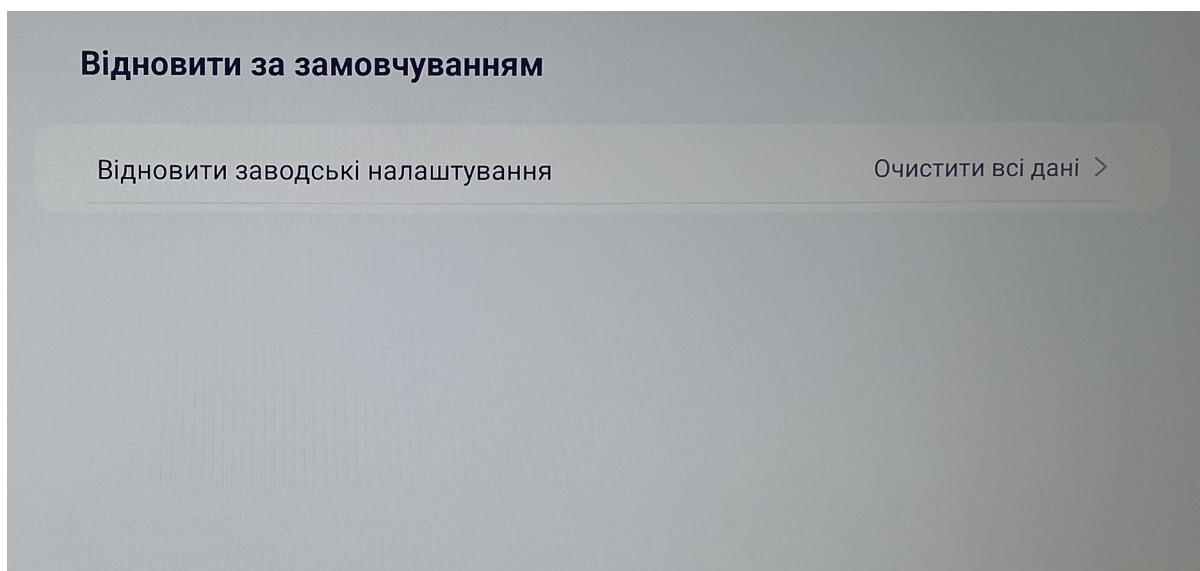 Відновити за замовчуванням
Відновити заводські налаштування Очистити всі дані